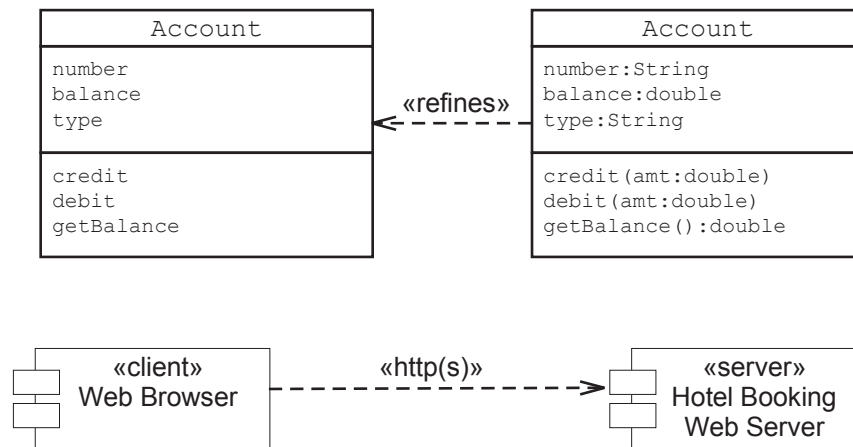 Account
number
balance
type
credit
debit
getBalance
«refines»
Account
number:String
balance:double
type:String
credit(amt:double)
debit(amt:double)
getBalance():double
«client»
Web Browser
«http(s)»
«server»
Hotel Booking
Web Server